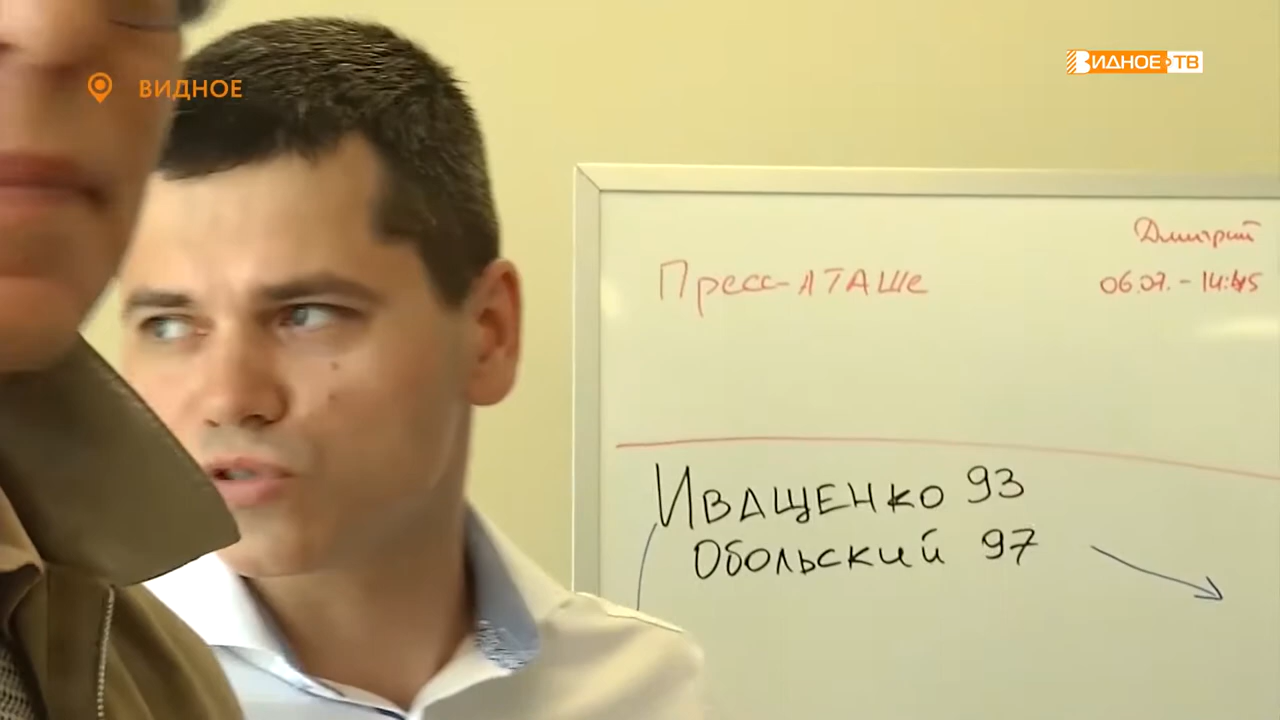 ВИДНОЕ
ВИДНОЕ ТВ
Дмитрий
Пресс-АТАШЕ
06.07. - 14:45
Иващенко 93
Обольский 97